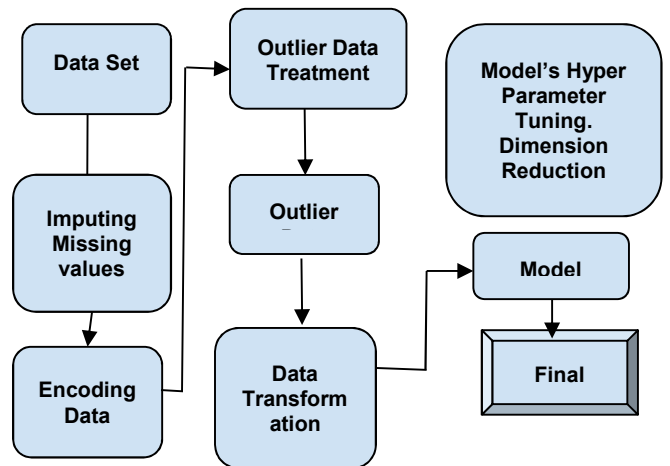 Data Set
Imputing
Missing
values
Encoding
Data
Outlier Data
Treatment
Outlier
Data
Transform
ation
Model's Hyper
Parameter
Tuning.
Dimension
Reduction
Model
Final